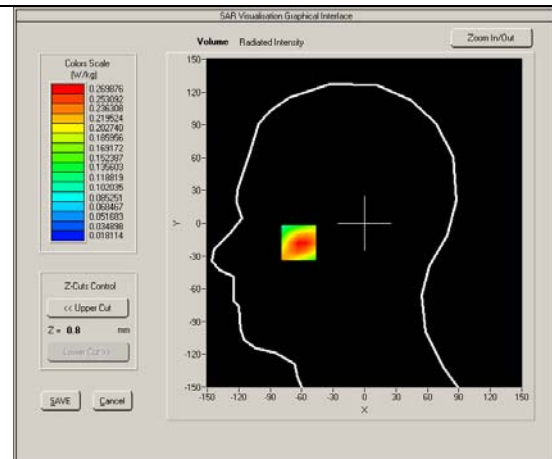 SAR Visualisation Graphical Interface
Volume Radiated Intensity
Zoom In/Out
Colors Scale
(W/kg)
0.269876
0.253092
0.236308
0.219524
0.202740
0.185956
0.169172
0.152387
0.135603
0.118819
0.102035
0.085251
0.068467
0.051683
0.034898
0.018114
150
90
30
Y 0
-30
-60
-90
-120
-150
-150 -120 -90 -60 -30 0 30 60 90 120 150
X
Z-Cuts Control
<< Upper Cut
Z = 0.0 mm
Lower Cut >>
SAVE Cancel